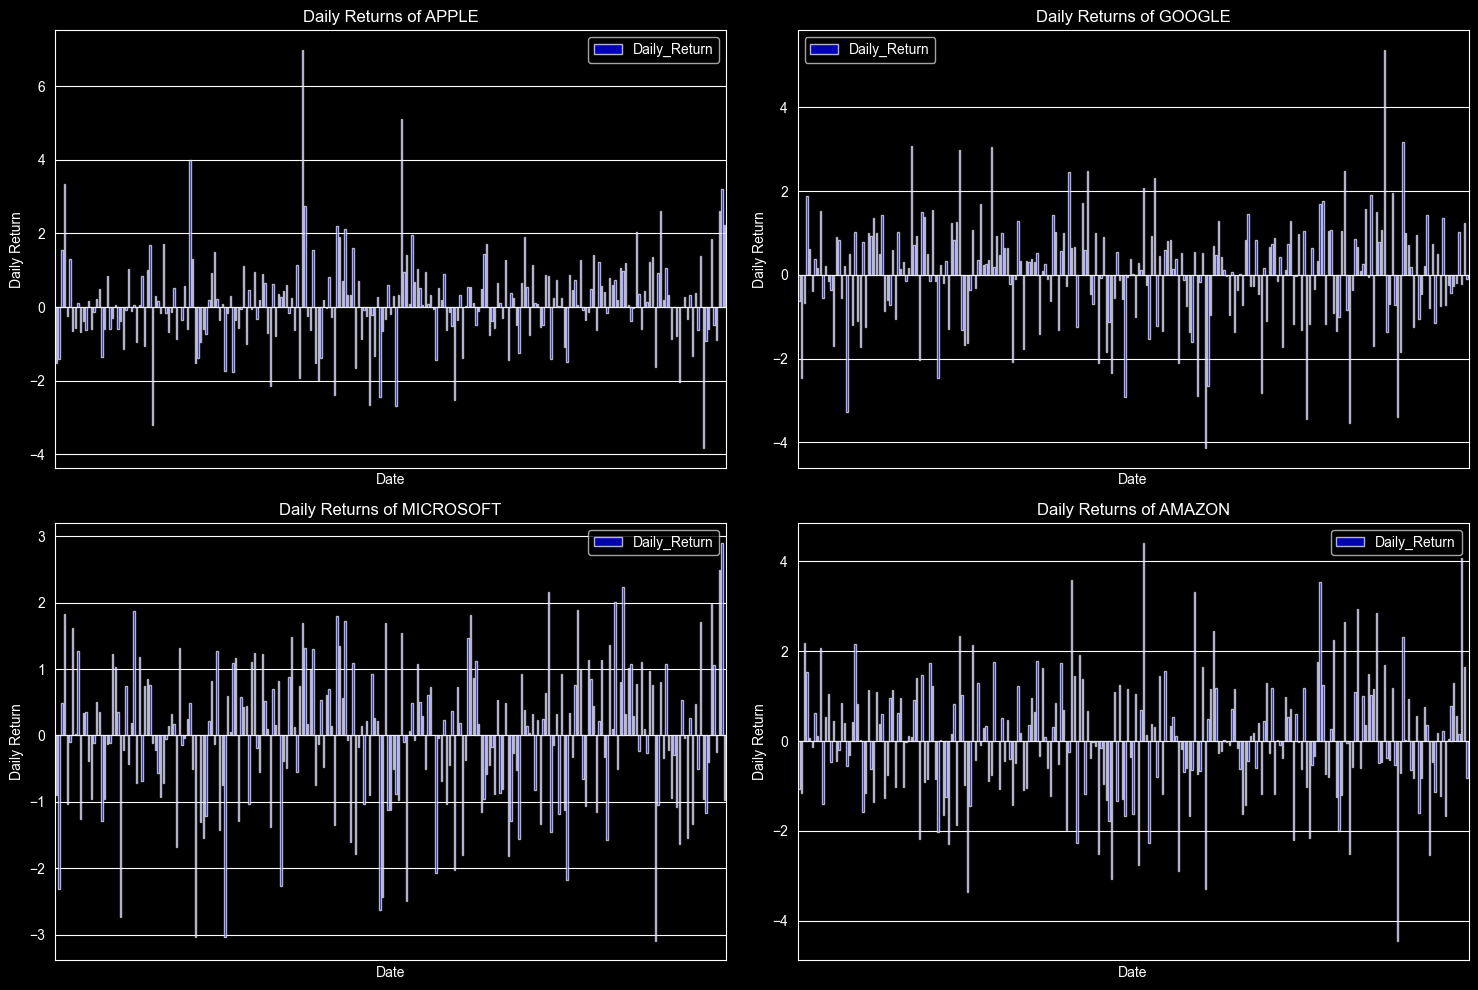 Daily Returns of APPLE
Daily_Return
6
4
2
0
−2
−4
Daily Return
Date
Daily Returns of GOOGLE
Daily_Return
4
2
0
−2
−4
Daily Return
Date
Daily Returns of MICROSOFT
Daily_Return
3
2
1
0
−1
−2
−3
Daily Return
Date
Daily Returns of AMAZON
Daily_Return
4
2
0
−2
−4
Daily Return
Date